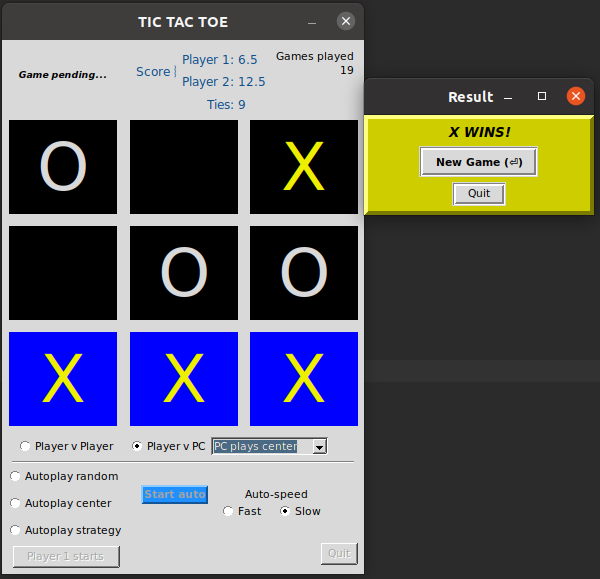 TIC TAC TOE
Game pending...
Score
Player 1: 6.5
Player 2: 12.5
Ties: 9
Games played
19
O X
O O
X X X
Player v Player
Player v PC
PC plays center
Autoplay random
Autoplay center
Autoplay strategy
Start auto
Auto-speed
Fast
Slow
Player 1 starts
Quit
Result
X WINS!
New Game (⏎)
Quit